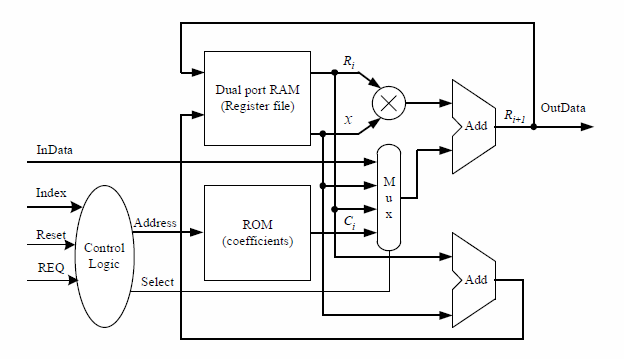 R_i
Dual port RAM
(Register file)
X
Add
R_{i+1}
OutData
InData
M
u
x
Index
Address
ROM
(coefficients)
C_i
Reset
Control
Logic
REQ
Select
Add